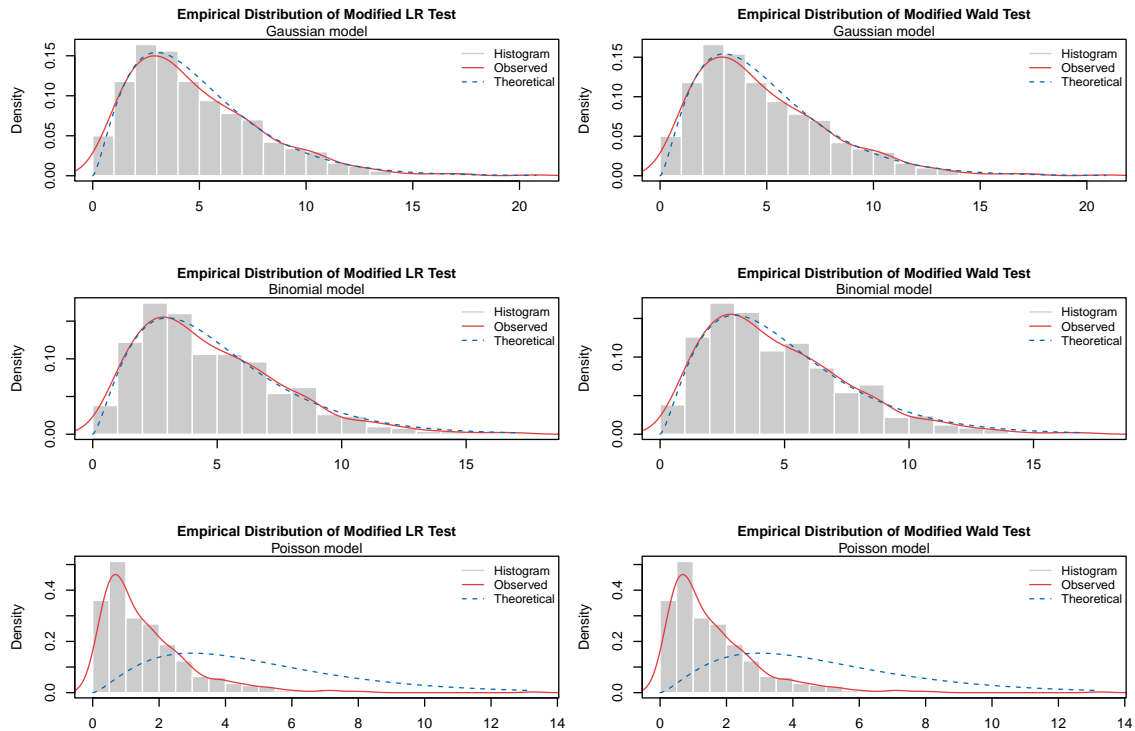 Empirical Distribution of Modified LR Test
Gaussian model
Density
0.00 0.05 0.10 0.15
Histogram
Observed
Theoretical
0 5 10 15 20
Empirical Distribution of Modified Wald Test
Gaussian model
Density
0.00 0.05 0.10 0.15
Histogram
Observed
Theoretical
0 5 10 15 20
Empirical Distribution of Modified LR Test
Binomial model
Density
0.00 0.10
Histogram
Observed
Theoretical
0 5 10 15
Empirical Distribution of Modified Wald Test
Binomial model
Density
0.00 0.10
Histogram
Observed
Theoretical
0 5 10 15
Empirical Distribution of Modified LR Test
Poisson model
Density
0.0 0.2 0.4
Histogram
Observed
Theoretical
0 2 4 6 8 10 12 14
Empirical Distribution of Modified Wald Test
Poisson model
Density
0.0 0.2 0.4
Histogram
Observed
Theoretical
0 2 4 6 8 10 12 14